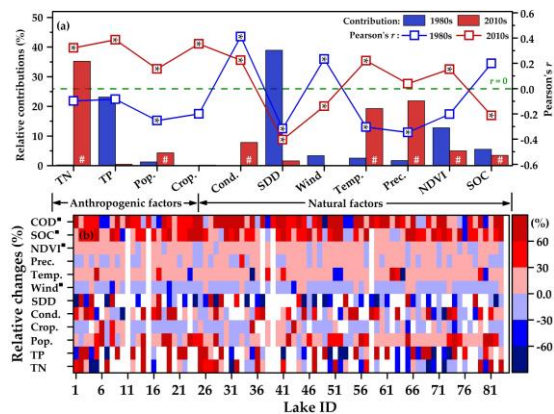 (a)
Contribution: 1980s 2010s
Pearson's r: 1980s 2010s
Relative contributions (%)
50
40
30
20
10
0
0.6
0.4
0.2
0.0
-0.2
-0.4
-0.6
Pearson's r
r = 0
# # # # # # #
TN TP Pop. Crop. Cond. SDD Wind Temp. Prec. NDVI SOC
Anthropogenic factors Natural factors
(b)
Relative changes (%)
COD■
SOC■
NDVI■
Prec.
Temp.
Wind■
SDD
Cond.
Crop.
Pop.
TP
TN
1 6 11 16 21 26 31 36 41 46 51 56 61 66 71 76 81
Lake ID
(%)
60
30
0.0
-30
-60